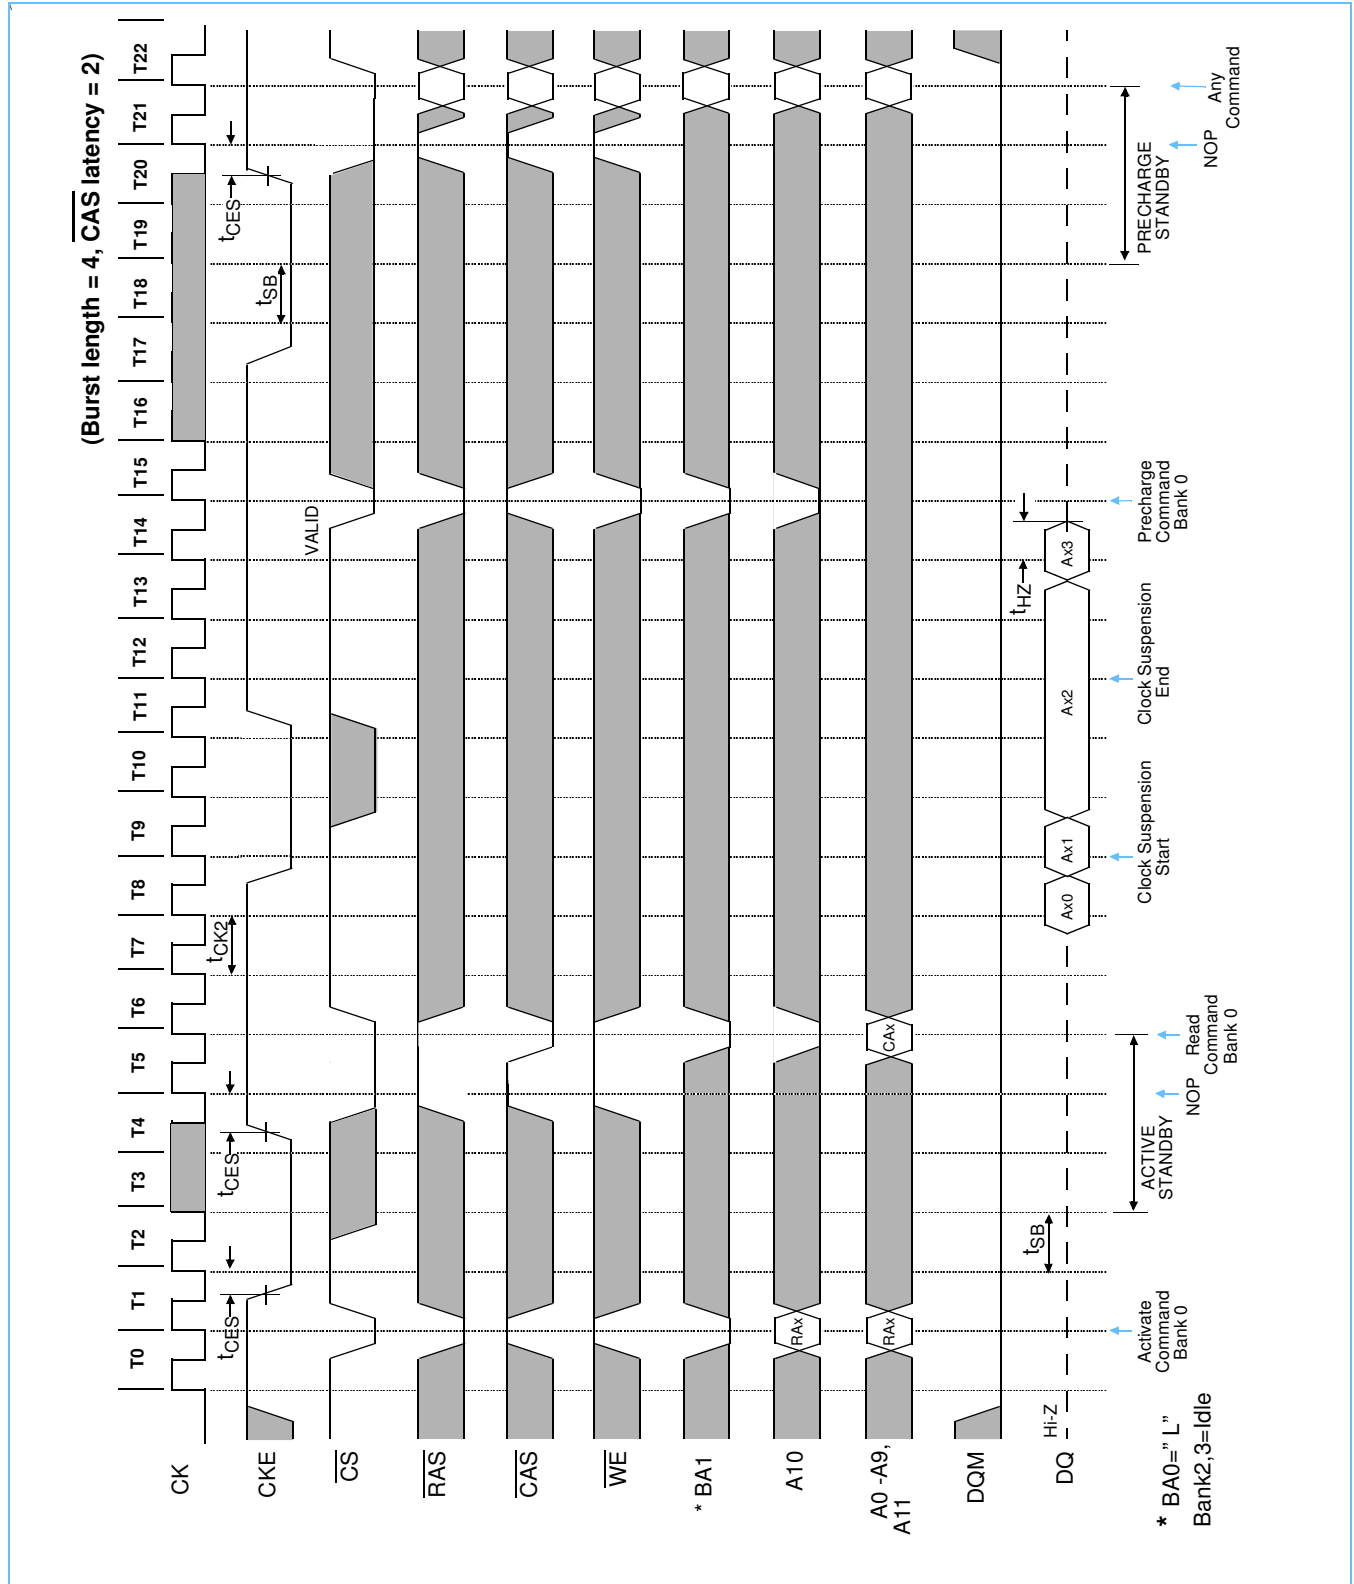 (Burst length = 4, CAS latency = 2)
T0 T1 T2 T3 T4 T5 T6 T7 T8 T9 T10 T11 T12 T13 T14 T15 T16 T17 T18 T19 T20 T21 T22
CK
tCK2
CKE
tCES
tCES
tCES
tCES
tSB
CS
VALID
RAS
CAS
WE
* BA1
A10
RAx
A0 -A9,
A11
RAx
CAx
DQM
DQ
Hi-Z
tSB
Ax0
Ax1
Ax2
Ax3
tHZ
ACTIVE
STANDBY
PRECHARGE
STANDBY
Activate
Command
Bank 0
NOP
Read
Command
Bank 0
Clock Suspension
Start
Clock Suspension
End
Precharge
Command
Bank 0
NOP
Any
Command
* BA0=” L”
Bank2,3=Idle